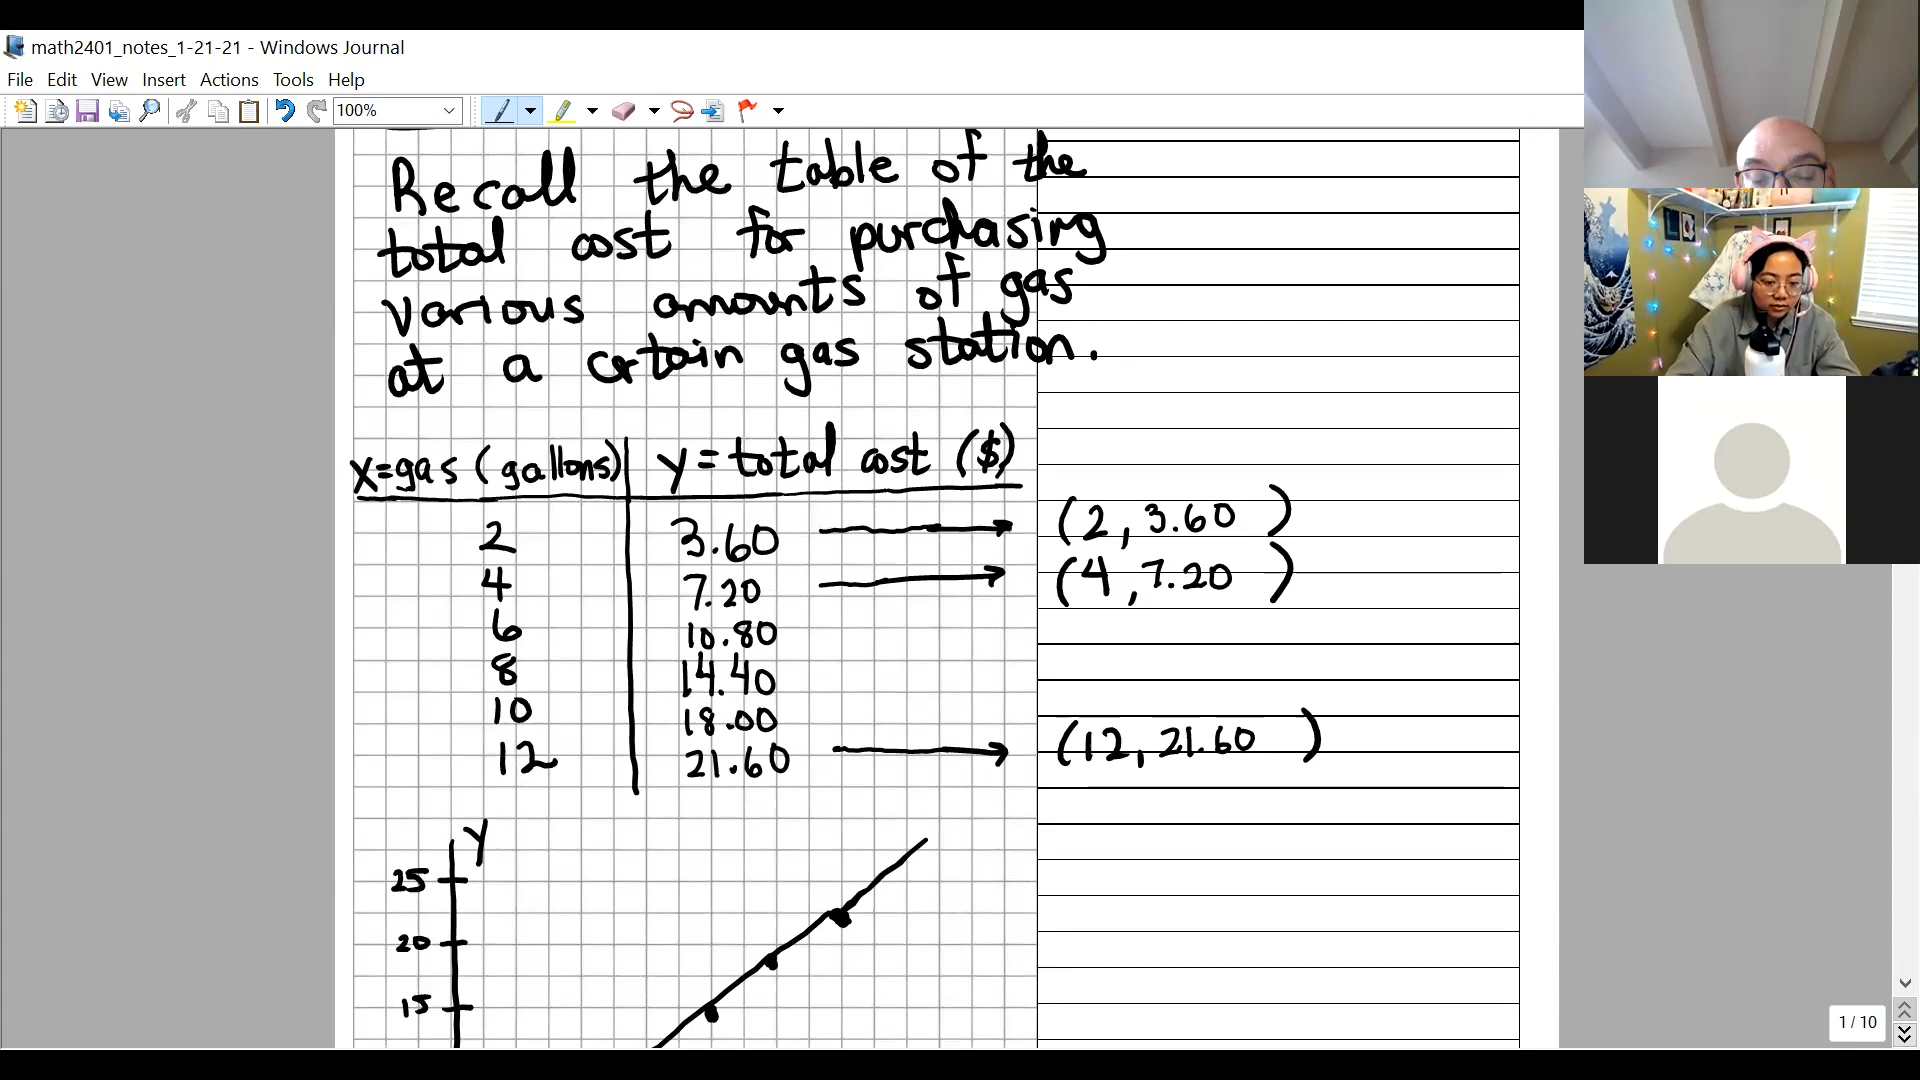 math2401_notes_1-21-21 - Windows Journal
File Edit View Insert Actions Tools Help
100%
Recall the table of the
total cost for purchasing
various amounts of gas
at a certain gas station.
x=gas (gallons) y=total cost ($)
2 3.60 (2, 3.60 )
4 7.20 (4, 7.20 )
6 10.80
8 14.40
10 18.00
12 21.60 (12, 21.60 )
y
25
20
15
1 / 10